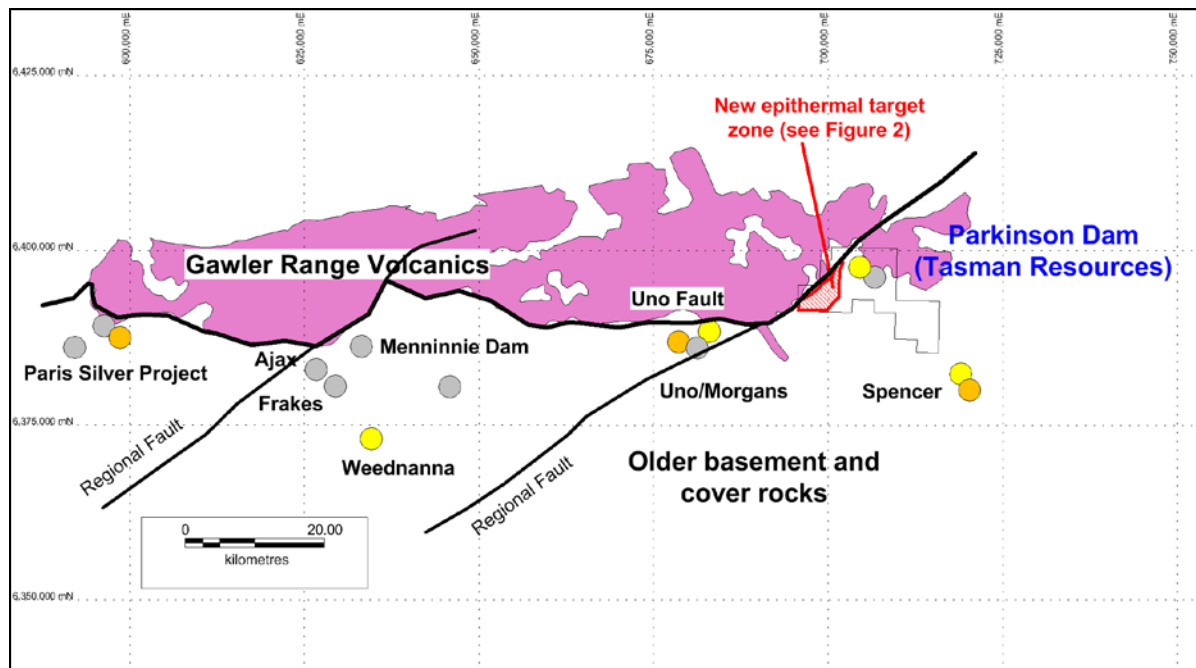 600.000 mE
625.000 mE
650.000 mE
675.000 mE
700.000 mE
725.000 mE
750.000 mE
6,425.000 mN
New epithermal target
zone (see Figure 2)
6,400.000 mN
Parkinson Dam
(Tasman Resources)
Gawler Range Volcanics
Uno Fault
Ajax
Menninnie Dam
Paris Silver Project
Frakes
Uno/Morgans
Spencer
6,375.000 mN
Regional Fault
Weednanna
Older basement and
cover rocks
Regional Fault
0 20.00
kilometres
6,350.000 mN